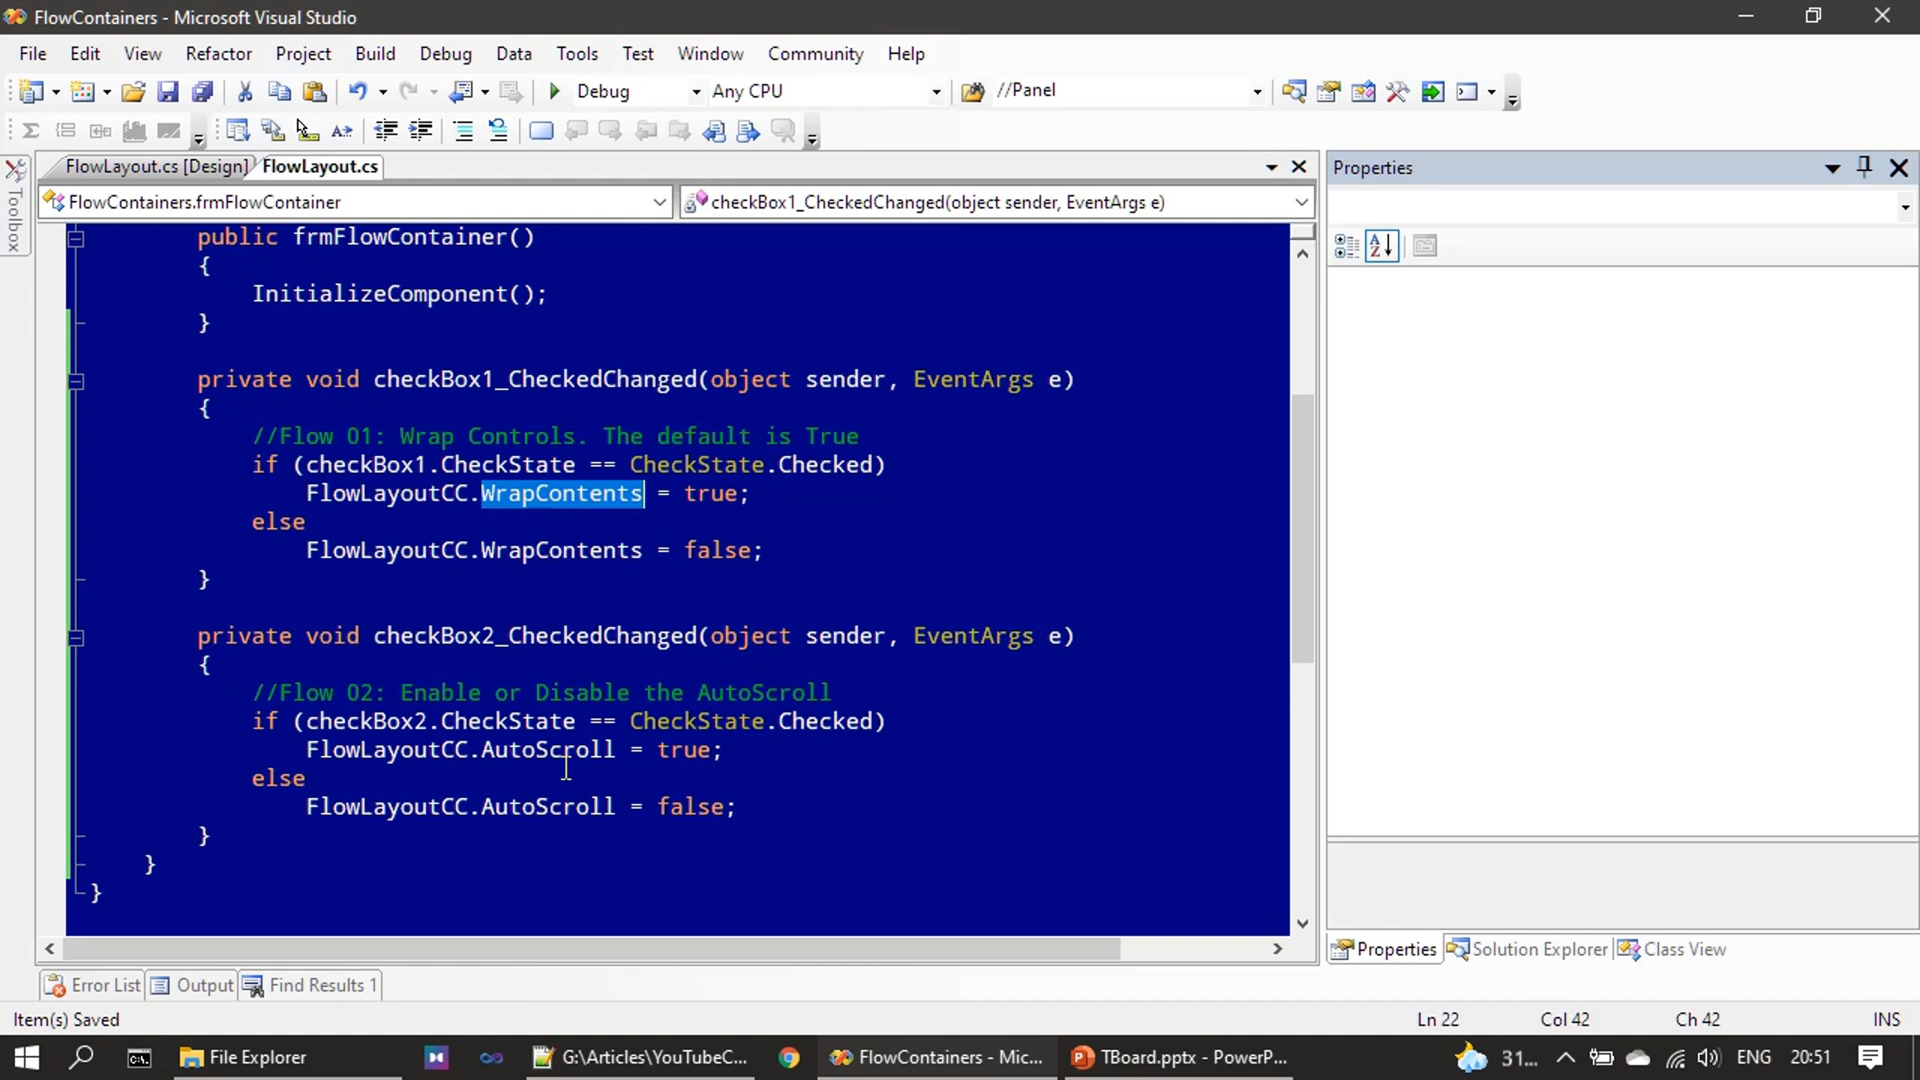 FlowContainers - Microsoft Visual Studio
File Edit View Refactor Project Build Debug Data Tools Test Window Community Help
Debug Any CPU //Panel
FlowLayout.cs [Design] FlowLayout.cs
Properties
Toolbox
FlowContainers.frmFlowContainer
checkBox1_CheckedChanged(object sender, EventArgs e)
public frmFlowContainer()
{
InitializeComponent();
}
private void checkBox1_CheckedChanged(object sender, EventArgs e)
{
//Flow 01: Wrap Controls. The default is True
if (checkBox1.CheckState == CheckState.Checked)
FlowLayoutCC.WrapContents = true;
else
FlowLayoutCC.WrapContents = false;
}
private void checkBox2_CheckedChanged(object sender, EventArgs e)
{
//Flow 02: Enable or Disable the AutoScroll
if (checkBox2.CheckState == CheckState.Checked)
FlowLayoutCC.AutoScroll = true;
else
FlowLayoutCC.AutoScroll = false;
}
}
}
Properties Solution Explorer Class View
Error List Output Find Results 1
Item(s) Saved Ln 22 Col 42 Ch 42 INS
File Explorer G:\Articles\YouTubeC... FlowContainers - Mic... TBoard.pptx - PowerP... 31... ENG 20:51